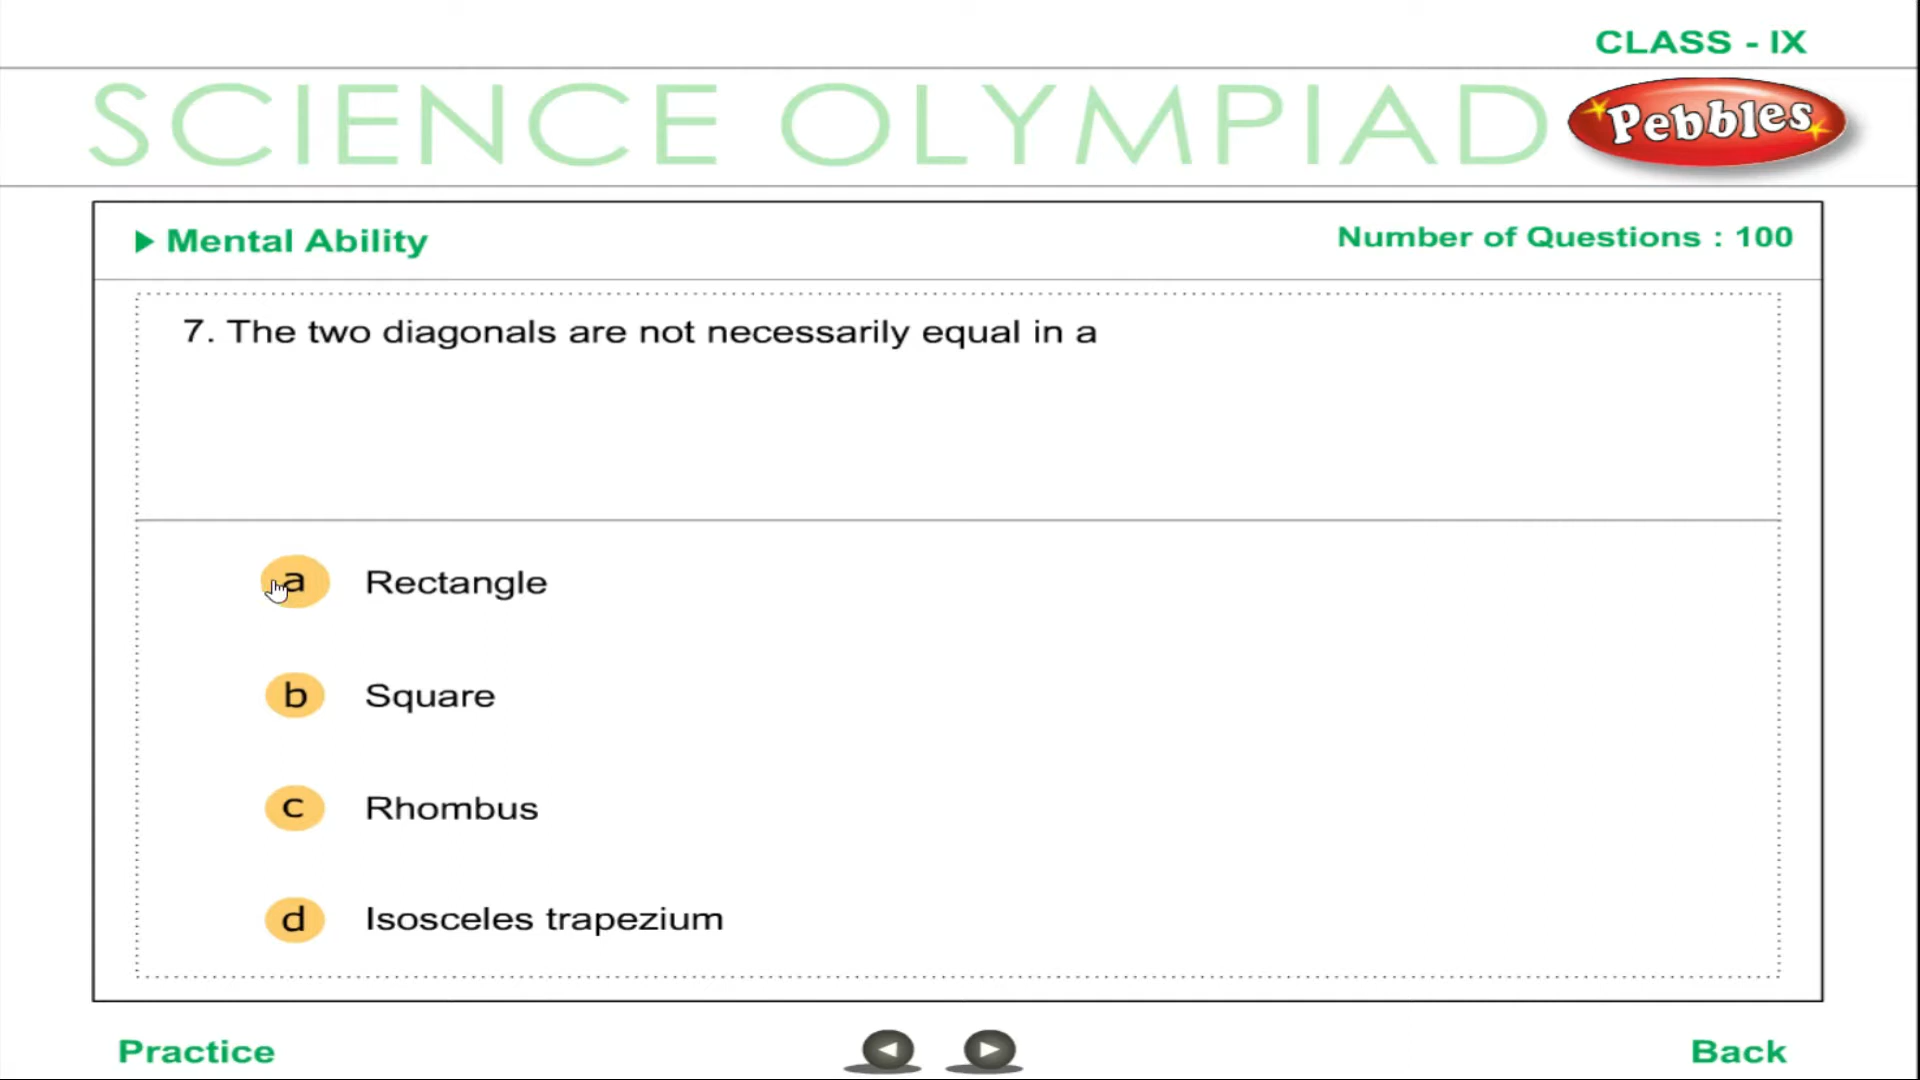 CLASS - IX
SCIENCE OLYMPIAD
Pebbles
Mental Ability
Number of Questions : 100
7. The two diagonals are not necessarily equal in a
a Rectangle
b Square
c Rhombus
d Isosceles trapezium
Practice
Back